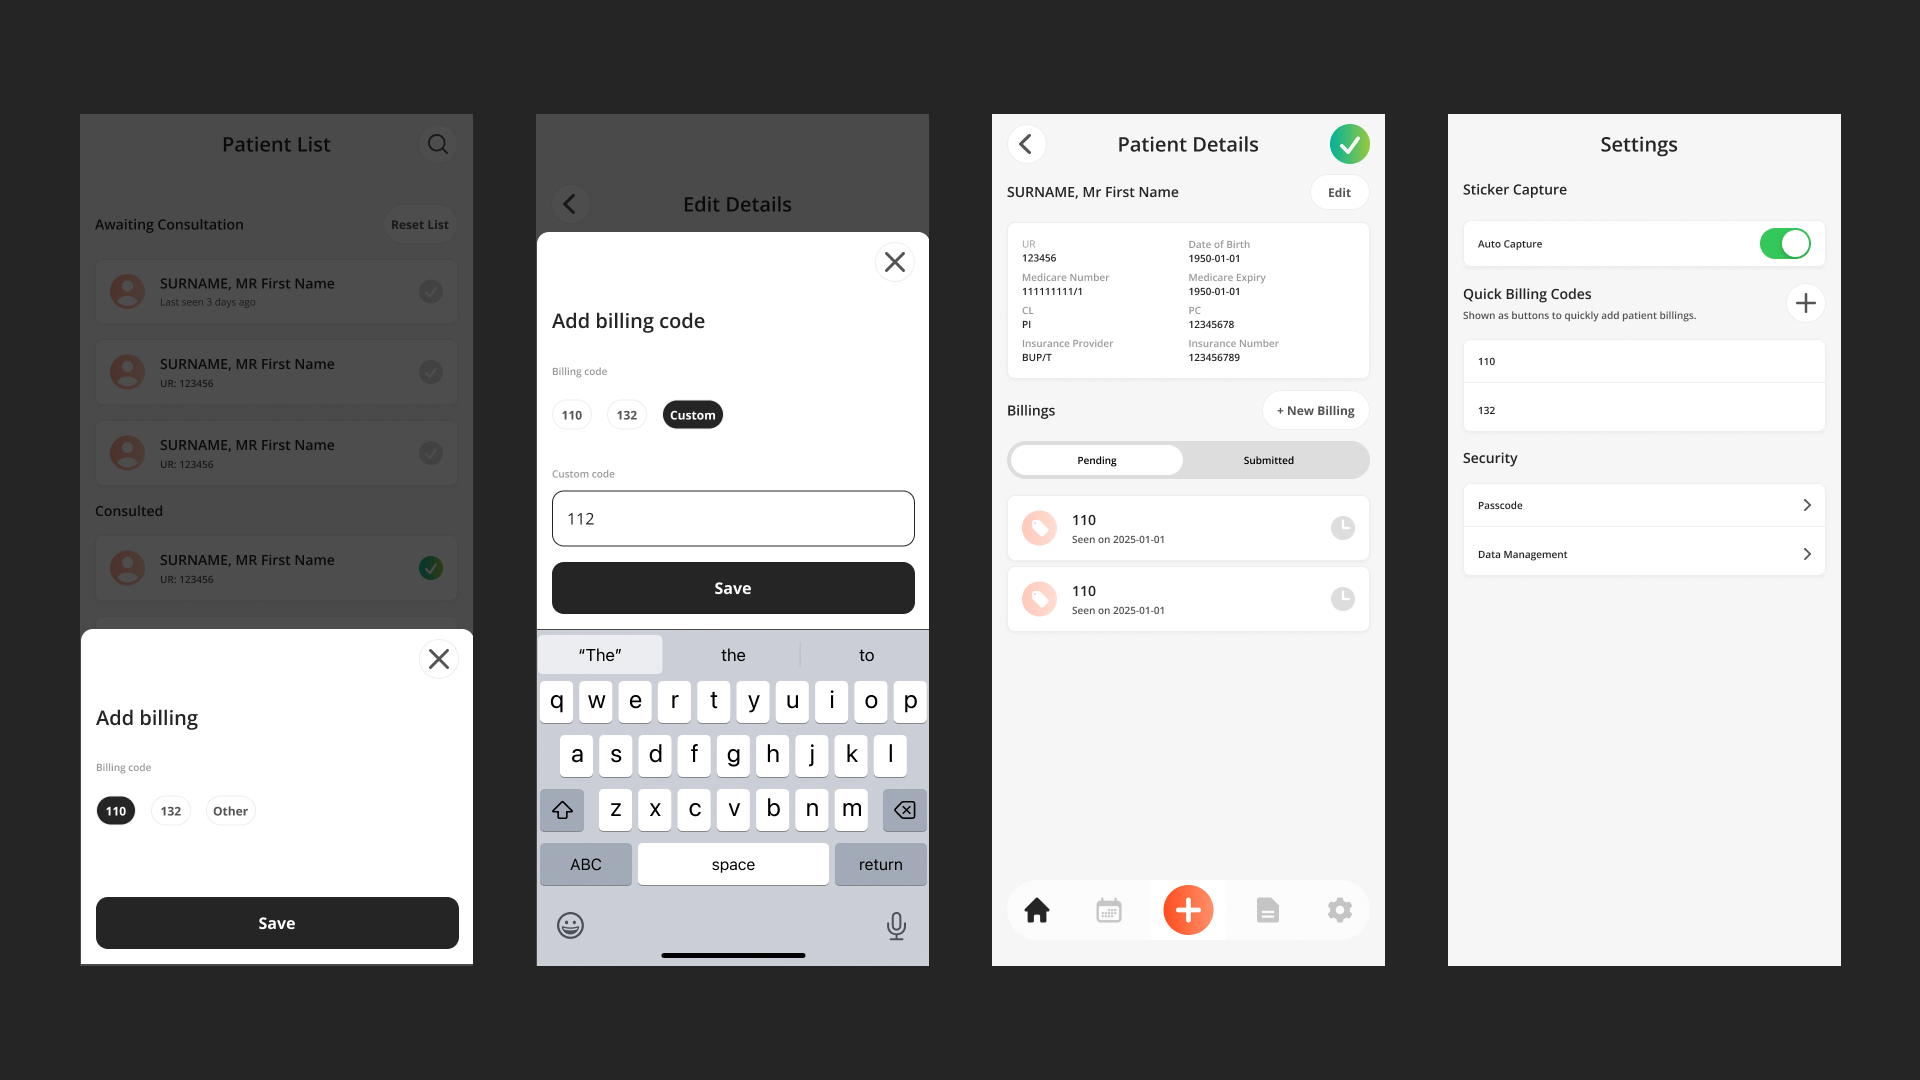 Patient List
Awaiting Consultation
Reset List
SURNAME, MR First Name
Last seen 3 days ago
SURNAME, MR First Name
UR: 123456
SURNAME, MR First Name
UR: 123456
Consulted
SURNAME, MR First Name
UR: 123456
Add billing
Billing code
110 132 Other
Save
Edit Details
Add billing code
Billing code
110 132 Custom
Custom code
112
Save
“The” the to
q w e r t y u i o p
a s d f g h j k l
z x c v b n m
ABC space return
Patient Details
SURNAME, Mr First Name
Edit
UR Date of Birth
123456 1950-01-01
Medicare Number Medicare Expiry
111111111/1 1950-01-01
CL PC
PI 12345678
Insurance Provider Insurance Number
BUP/T 123456789
Billings
+ New Billing
Pending Submitted
110
Seen on 2025-01-01
110
Seen on 2025-01-01
Settings
Sticker Capture
Auto Capture
Quick Billing Codes
Shown as buttons to quickly add patient billings.
110
132
Security
Passcode
Data Management